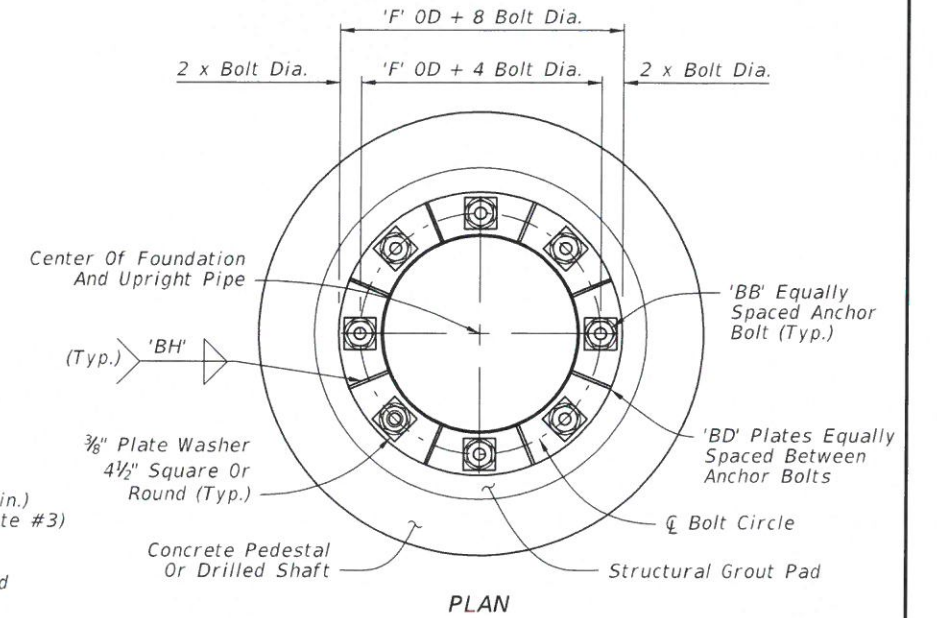 'F' OD + 8 Bolt Dia.
2 x Bolt Dia.
'F' OD + 4 Bolt Dia.
2 x Bolt Dia.
Center Of Foundation
And Upright Pipe
'BB' Equally
Spaced Anchor
Bolt (Typ.)
(Typ.)
'BH'
3/8" Plate Washer
4 1/2" Square Or
Round (Typ.)
'BD' Plates Equally
Spaced Between
Anchor Bolts
in.)
te #3)
℄ Bolt Circle
Concrete Pedestal
Or Drilled Shaft
d
Structural Grout Pad
PLAN